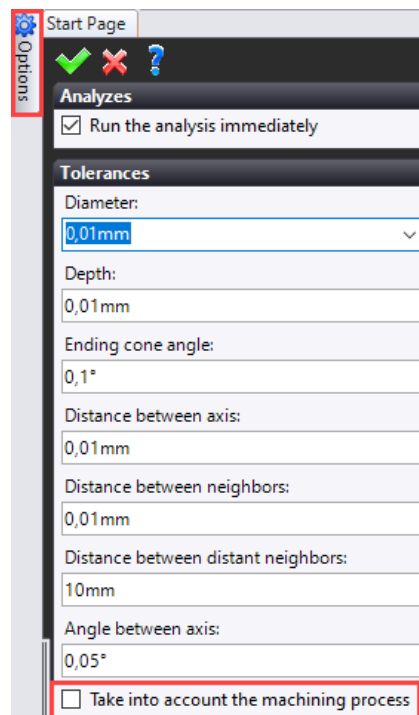 Options
Start Page
Analyzes
Run the analysis immediately
Tolerances
Diameter:
0,01mm
Depth:
0,01mm
Ending cone angle:
0,1°
Distance between axis:
0,01mm
Distance between neighbors:
0,01mm
Distance between distant neighbors:
10mm
Angle between axis:
0,05°
Take into account the machining process